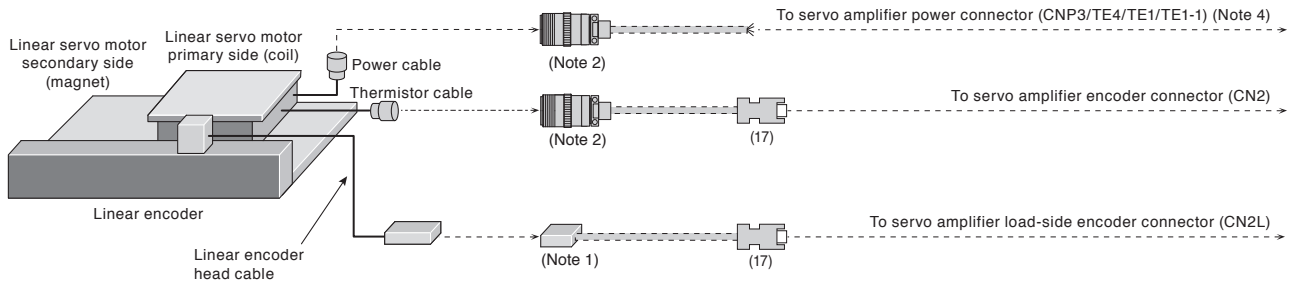 To servo amplifier power connector (CNP3/TE4/TE1/TE1-1) (Note 4)
Linear servo motor
secondary side
(magnet)
Linear servo motor
primary side (coil)
Power cable
(Note 2)
Thermistor cable
To servo amplifier encoder connector (CN2)
(Note 2)
(17)
Linear encoder
To servo amplifier load-side encoder connector (CN2L)
Linear encoder
head cable
(Note 1)
(17)